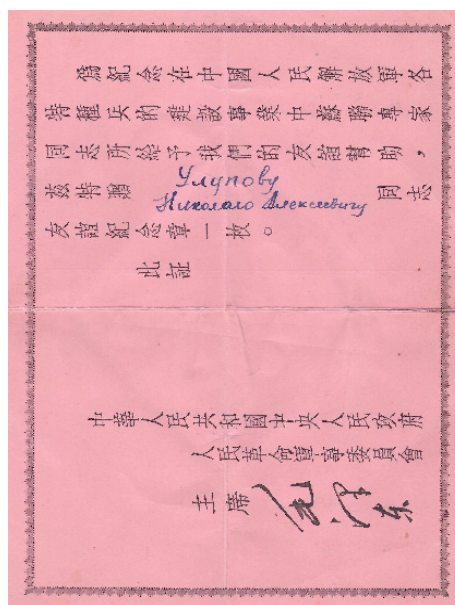 爲紀念在中國人民解放軍各
特種兵的建設事業中蘇聯專家
同志所給予我們的友誼幫助，
茲特贈 Улупову
Николаю Алексеевичу 同志
友誼紀念章一枚。
此証
中華人民共和國中央人民政府
人民革命軍事委員會
主席 毛泽东